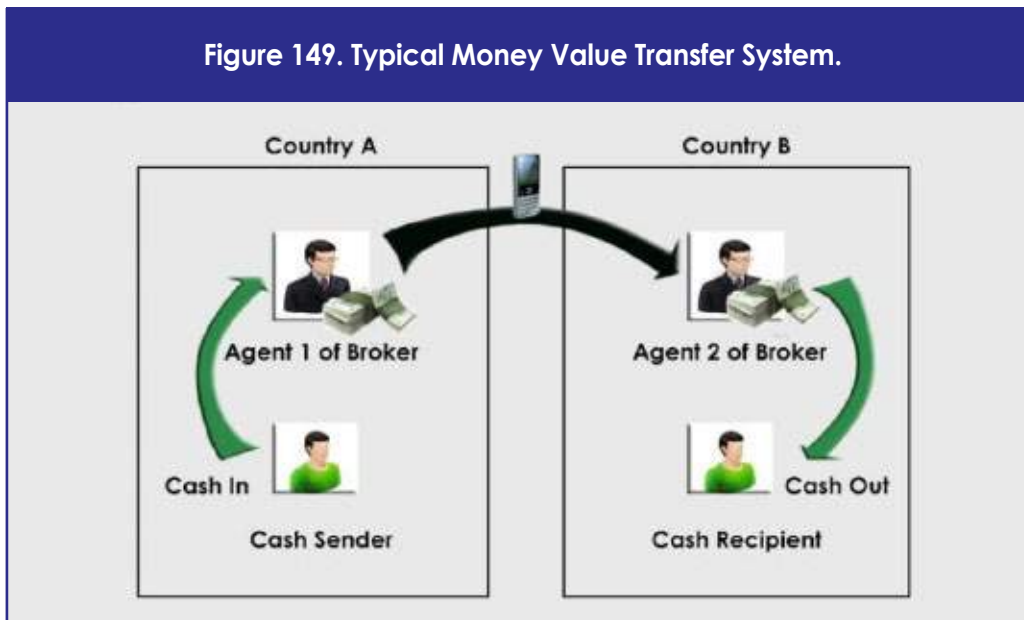 Figure 149. Typical Money Value Transfer System.
Country A
Country B
Agent 1 of Broker
Agent 2 of Broker
Cash In
Cash Out
Cash Sender
Cash Recipient